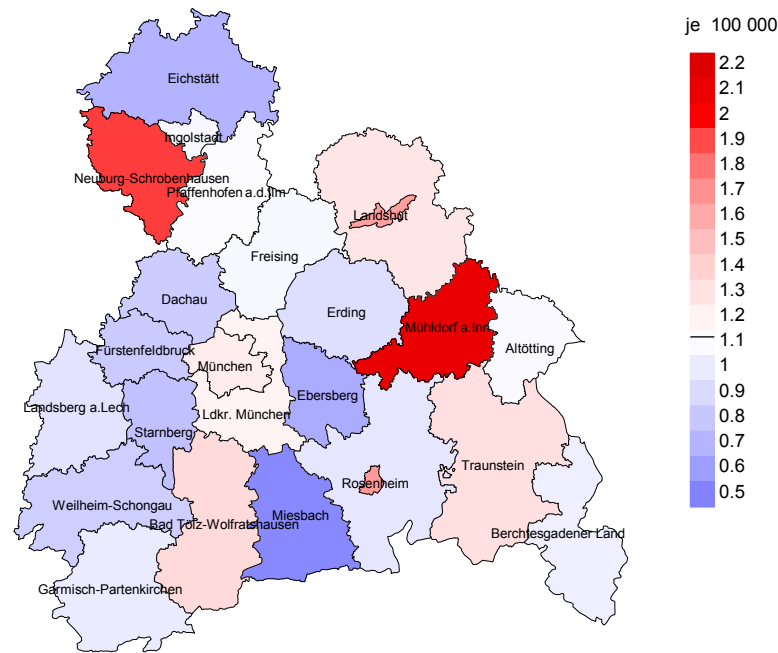 je 100 000
2.2
2.1
2
1.9
1.8
1.7
1.6
1.5
1.4
1.3
1.2
1.1
1
0.9
0.8
0.7
0.6
0.5
Eichstätt
Ingolstadt
Neuburg-Schrobenhausen
Pfaffenhofen a.d.Ilm
Landshut
Freising
Dachau
Erding
Mühldorf a.Inn
Fürstenfeldbruck
München
Altötting
Ebersberg
Landsberg a.Lech
Ldkr. München
Starnberg
Traunstein
Rosenheim
Weilheim-Schongau
Miesbach
Bad Tölz-Wolfratshausen
Berchtesgadener Land
Garmisch-Partenkirchen